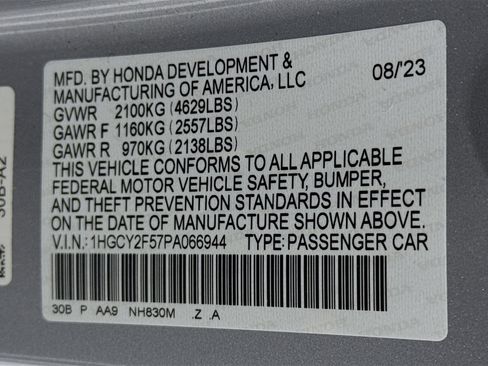 MFD. BY HONDA DEVELOPMENT &
MANUFACTURING OF AMERICA, LLC 08/'23
GVWR 2100KG (4629LBS)
GAWR F 1160KG (2557LBS)
GAWR R 970KG (2138LBS)
THIS VEHICLE CONFORMS TO ALL APPLICABLE
FEDERAL MOTOR VEHICLE SAFETY, BUMPER,
AND THEFT PREVENTION STANDARDS IN EFFECT
ON THE DATE OF MANUFACTURE SHOWN ABOVE.
V.I.N.: 1HGCY2F57PA066944 TYPE: PASSENGER CAR
30B P AA9 NH830M .Z .A
30B-A2